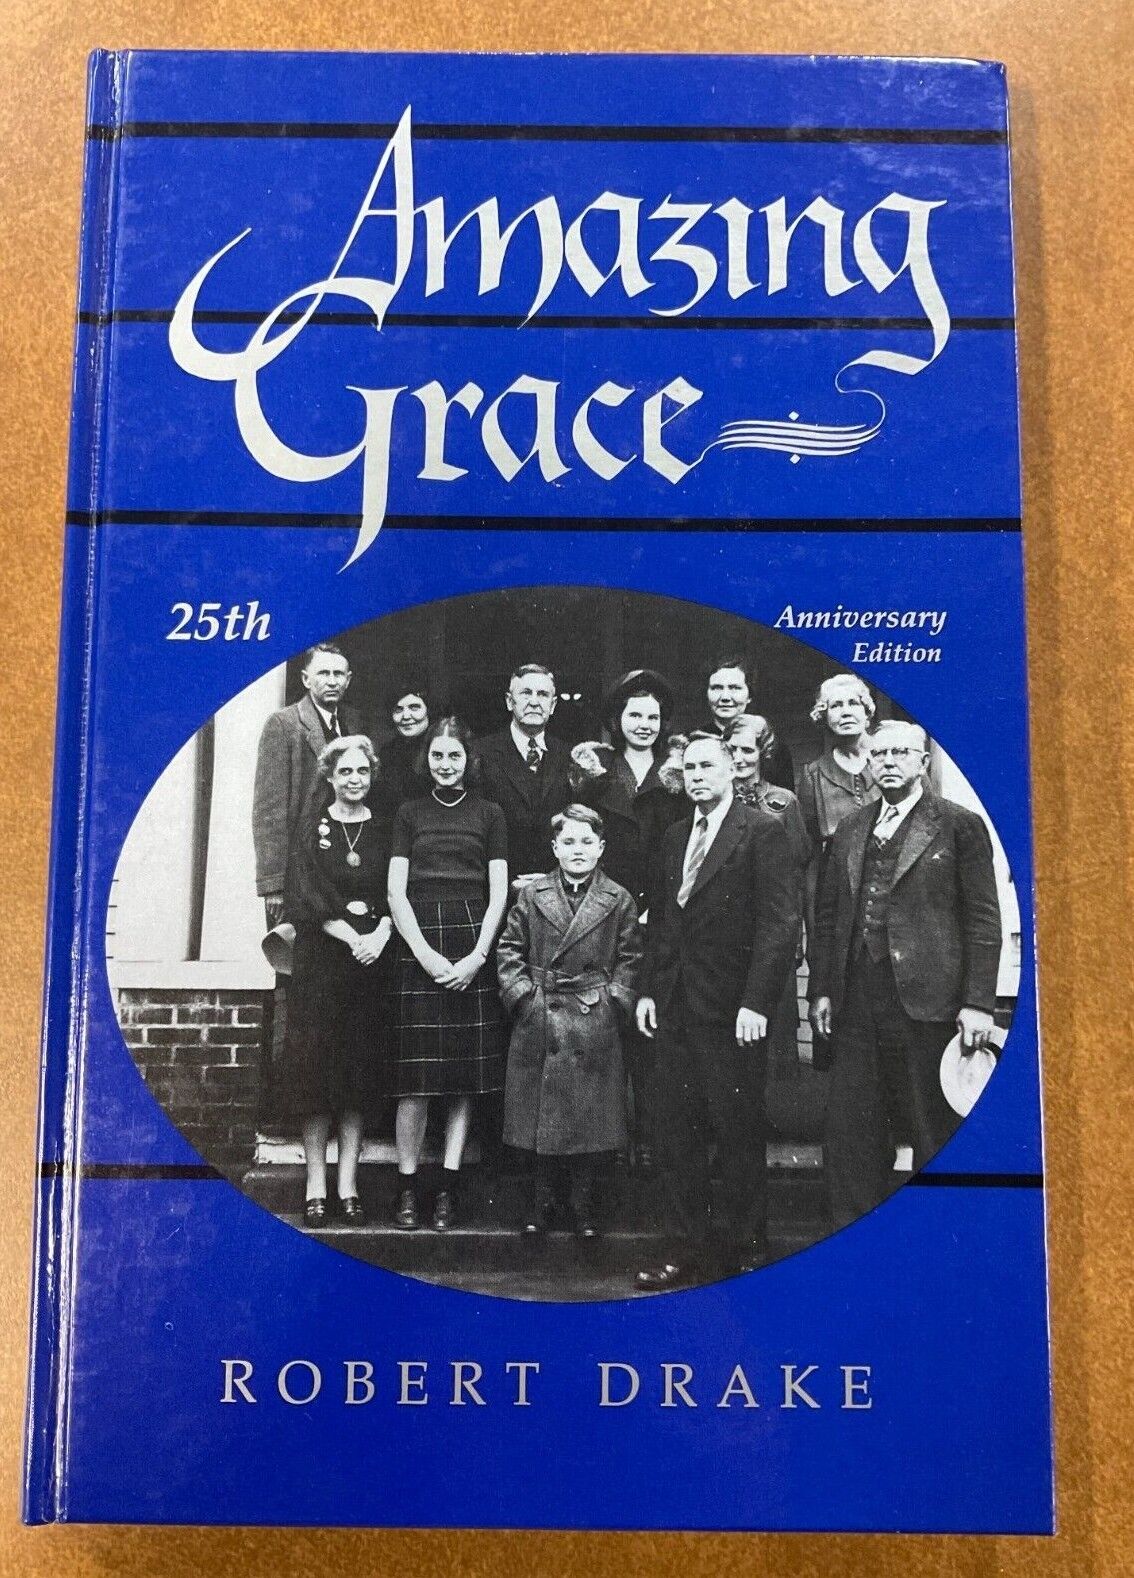 Amazing
Grace
25th
Anniversary
Edition
ROBERT DRAKE